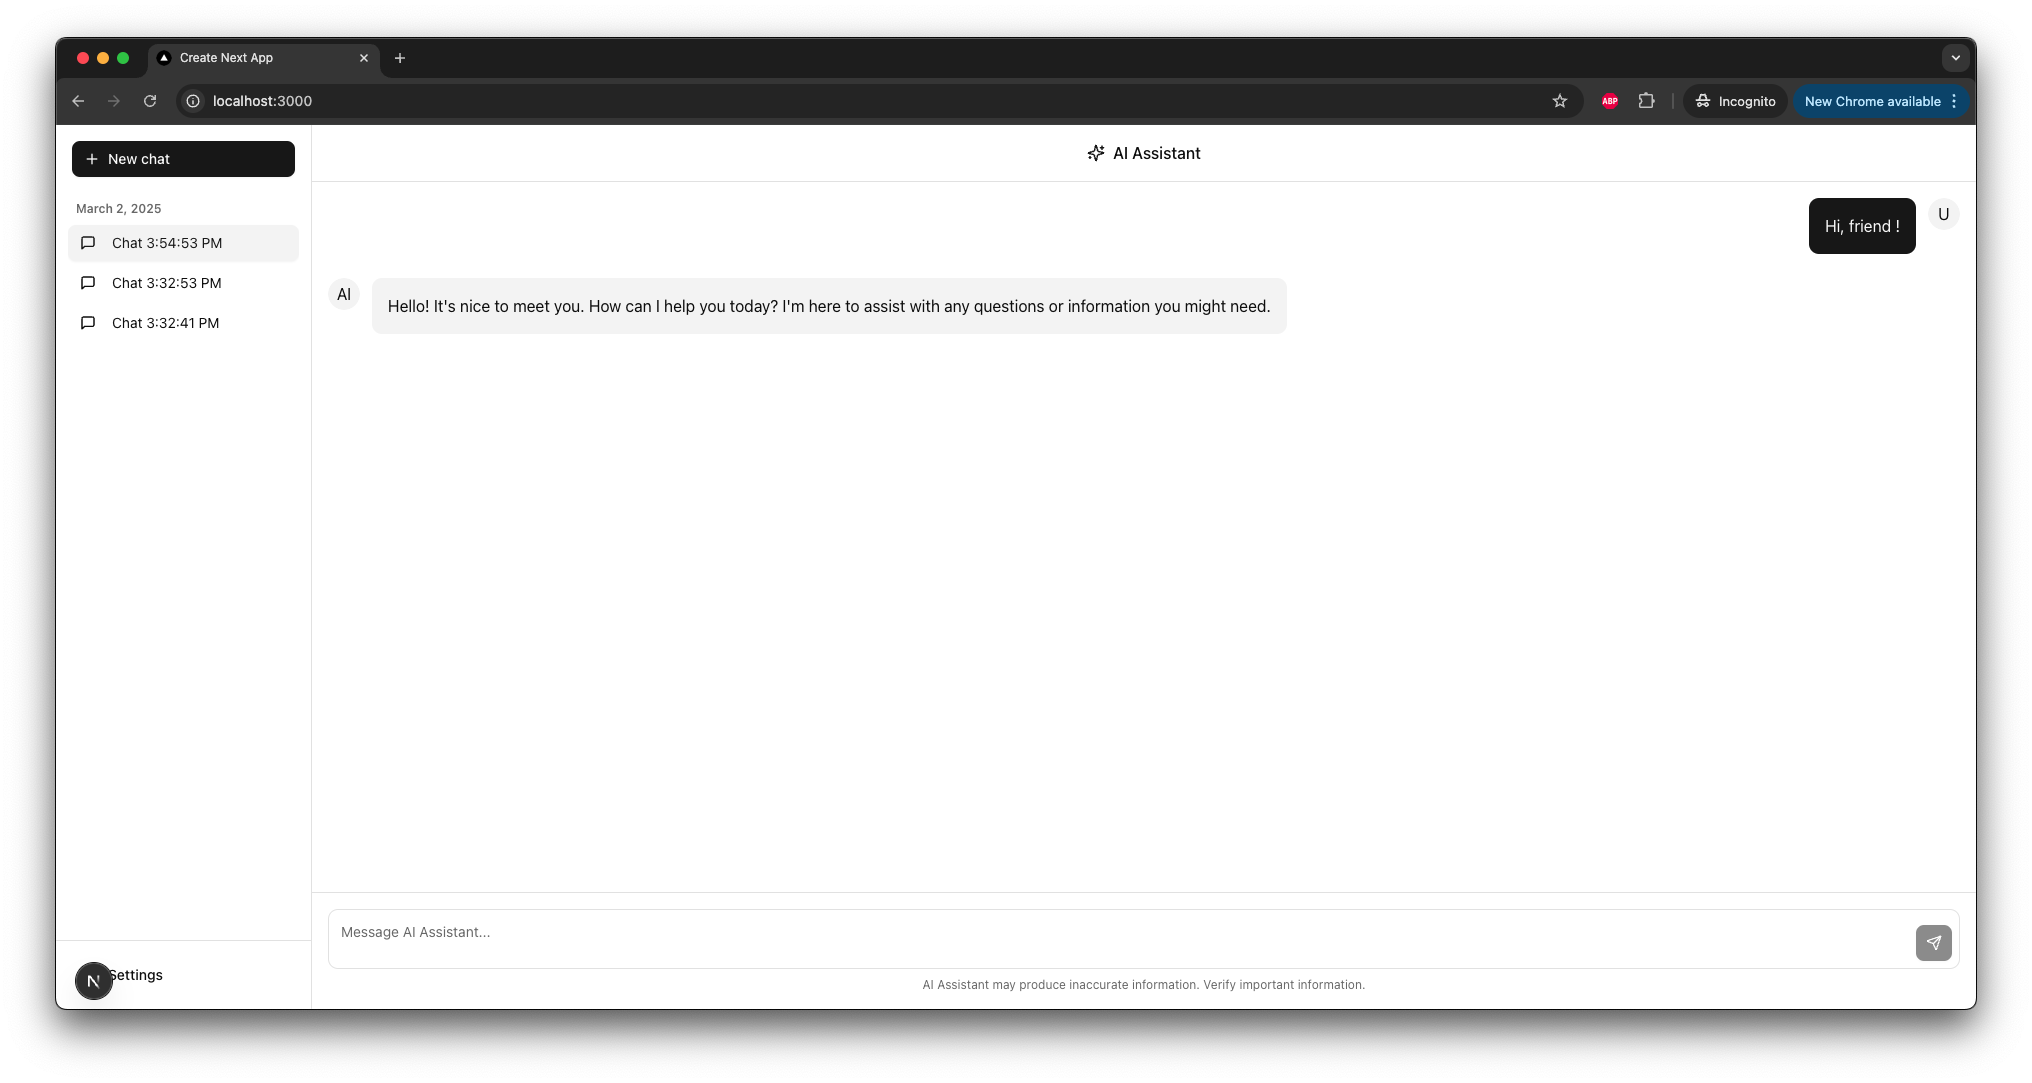 Create Next App
localhost:3000
ABP
Incognito
New Chrome available
New chat
AI Assistant
March 2, 2025
Chat 3:54:53 PM
Chat 3:32:53 PM
Chat 3:32:41 PM
Hi, friend !
U
AI
Hello! It's nice to meet you. How can I help you today? I'm here to assist with any questions or information you might need.
Message AI Assistant...
N
Settings
AI Assistant may produce inaccurate information. Verify important information.